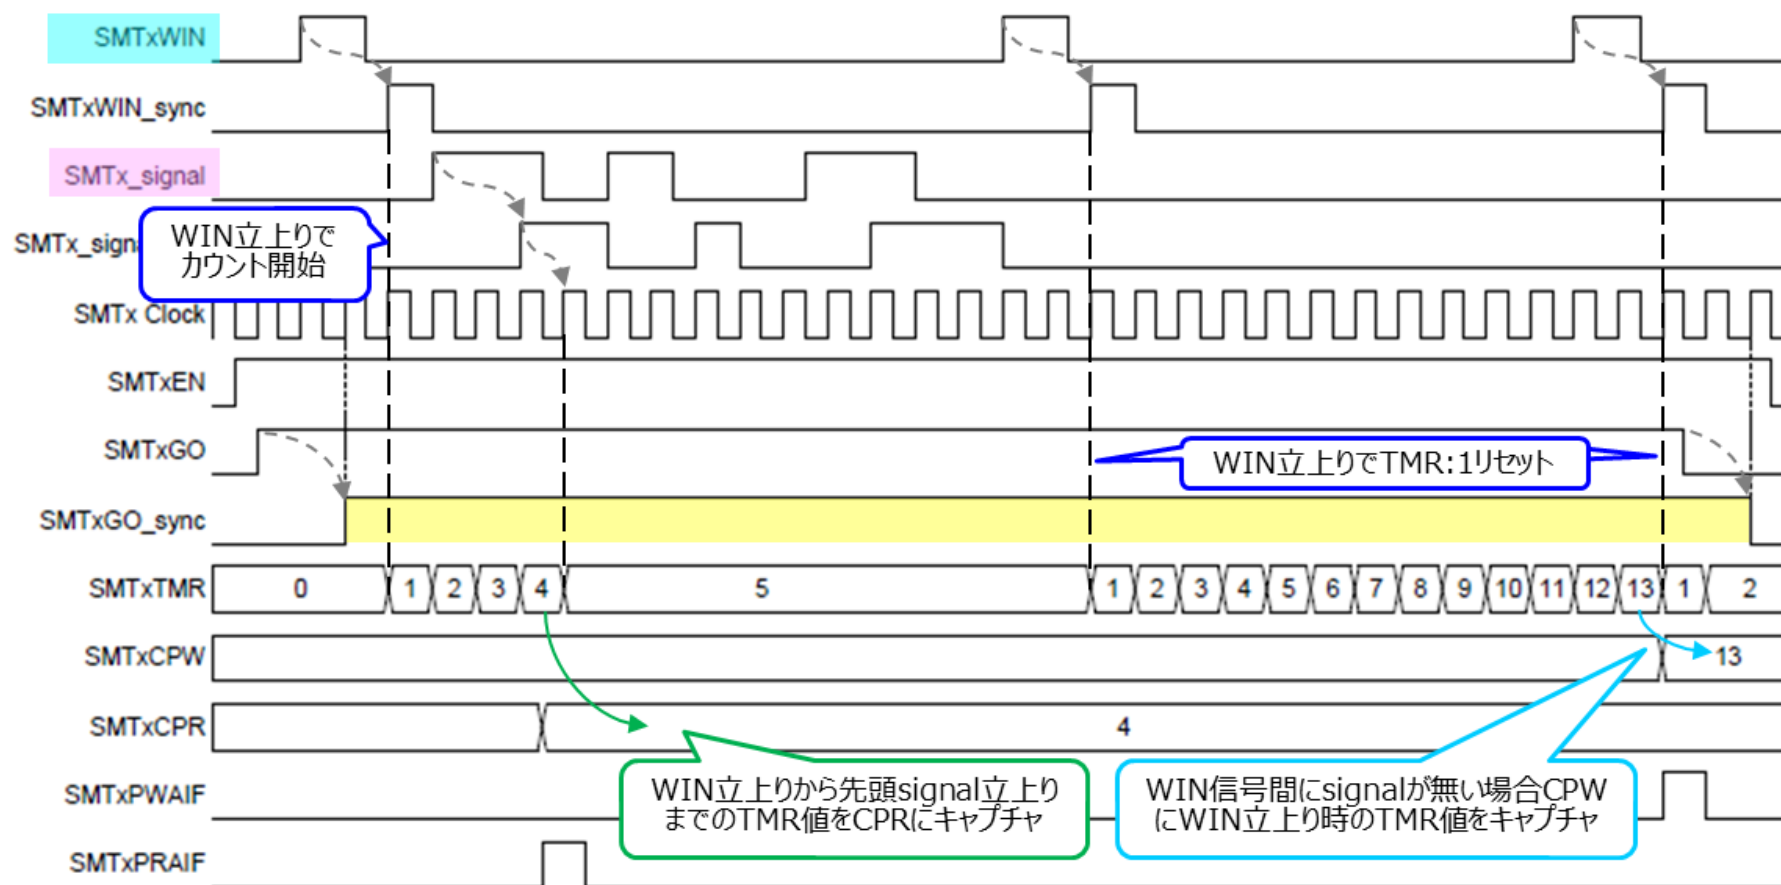 SMTxWIN
SMTxWIN_sync
SMTx_signal
SMTx_signa
WIN立上りで
カウント開始
SMTx Clock
SMTxEN
SMTxGO
WIN立上りでTMR:1リセット
SMTxGO_sync
SMTxTMR 0 1 2 3 4 5 1 2 3 4 5 6 7 8 9 10 11 12 13 1 2
SMTxCPW 13
SMTxCPR 4
WIN立上りから先頭signal立上り
までのTMR値をCPRにキャプチャ
WIN信号間にsignalが無い場合CPW
にWIN立上り時のTMR値をキャプチャ
SMTxPWAIF
SMTxPRAIF